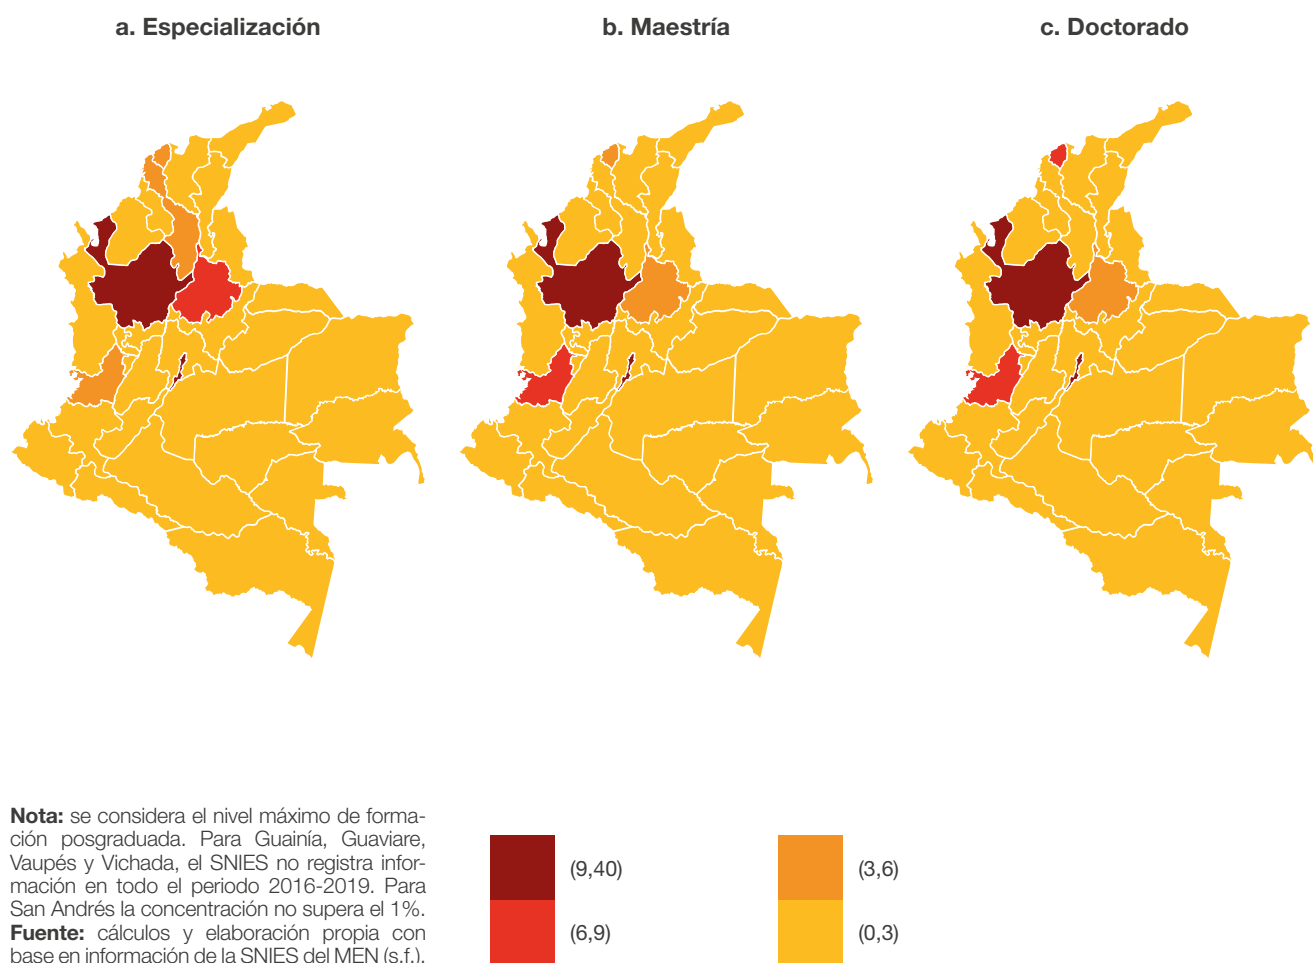 a. Especialización
b. Maestría
c. Doctorado
Nota: se considera el nivel máximo de forma-
ción posgraduada. Para Guainía, Guaviare,
Vaupés y Vichada, el SNIES no registra infor-
mación en todo el periodo 2016-2019. Para
San Andrés la concentración no supera el 1%.
Fuente: cálculos y elaboración propia con
base en información de la SNIES del MEN (s.f.).
(9,40)
(3,6)
(6,9)
(0,3)